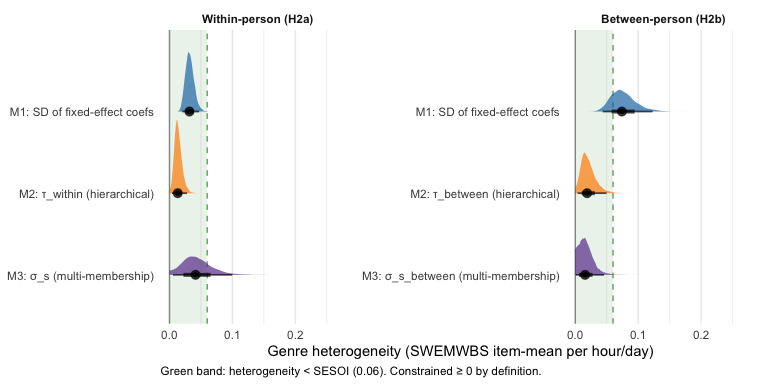 Within-person (H2a)
Between-person (H2b)
M1: SD of fixed-effect coefs
M2: τ_within (hierarchical)
M3: σ_s (multi-membership)
0.0 0.1 0.2
M1: SD of fixed-effect coefs
M2: τ_between (hierarchical)
M3: σ_s_between (multi-membership)
0.0 0.1 0.2
Genre heterogeneity (SWEMWBS item-mean per hour/day)
Green band: heterogeneity < SESOI (0.06). Constrained ≥ 0 by definition.